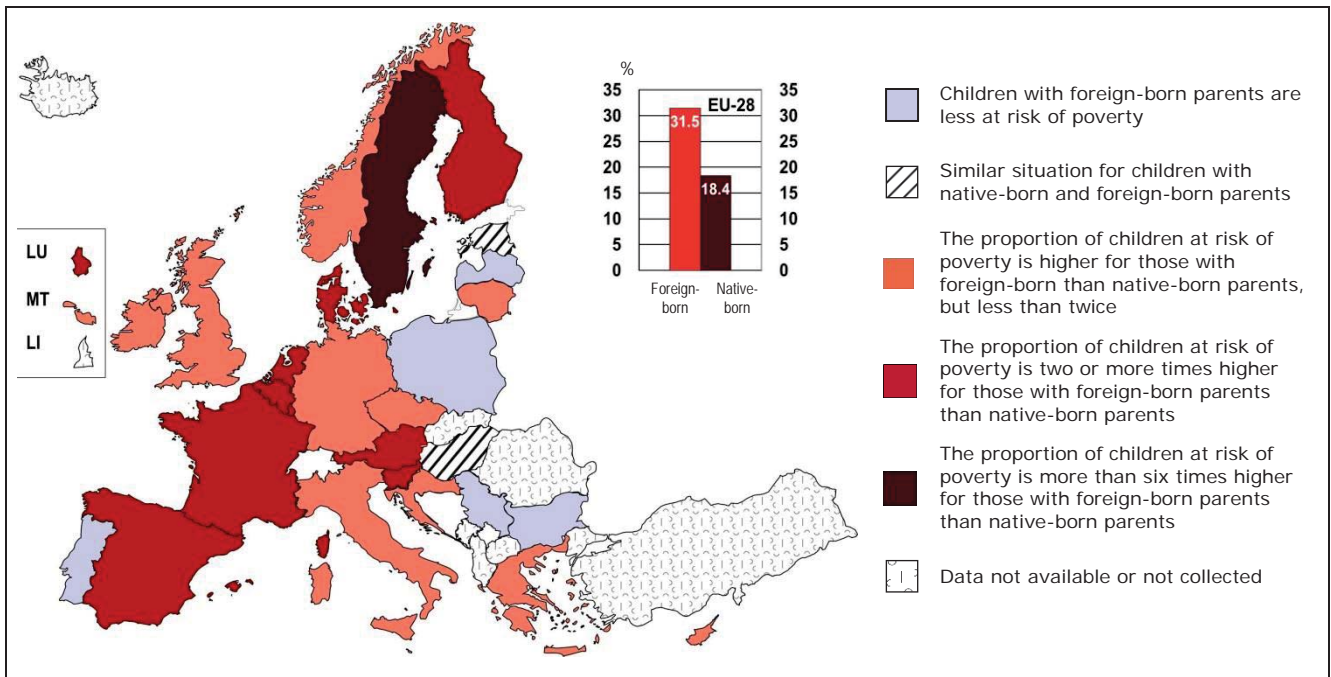 %
35
30
25
20
15
10
5
0
EU-28
31.5
18.4
35
30
25
20
15
10
5
0
Foreign-
born
Native-
born
LU
MT
LI
Children with foreign-born parents are
less at risk of poverty
Similar situation for children with
native-born and foreign-born parents
The proportion of children at risk of
poverty is higher for those with
foreign-born than native-born parents,
but less than twice
The proportion of children at risk of
poverty is two or more times higher
for those with foreign-born parents
than native-born parents
The proportion of children at risk of
poverty is more than six times higher
for those with foreign-born parents
than native-born parents
Data not available or not collected